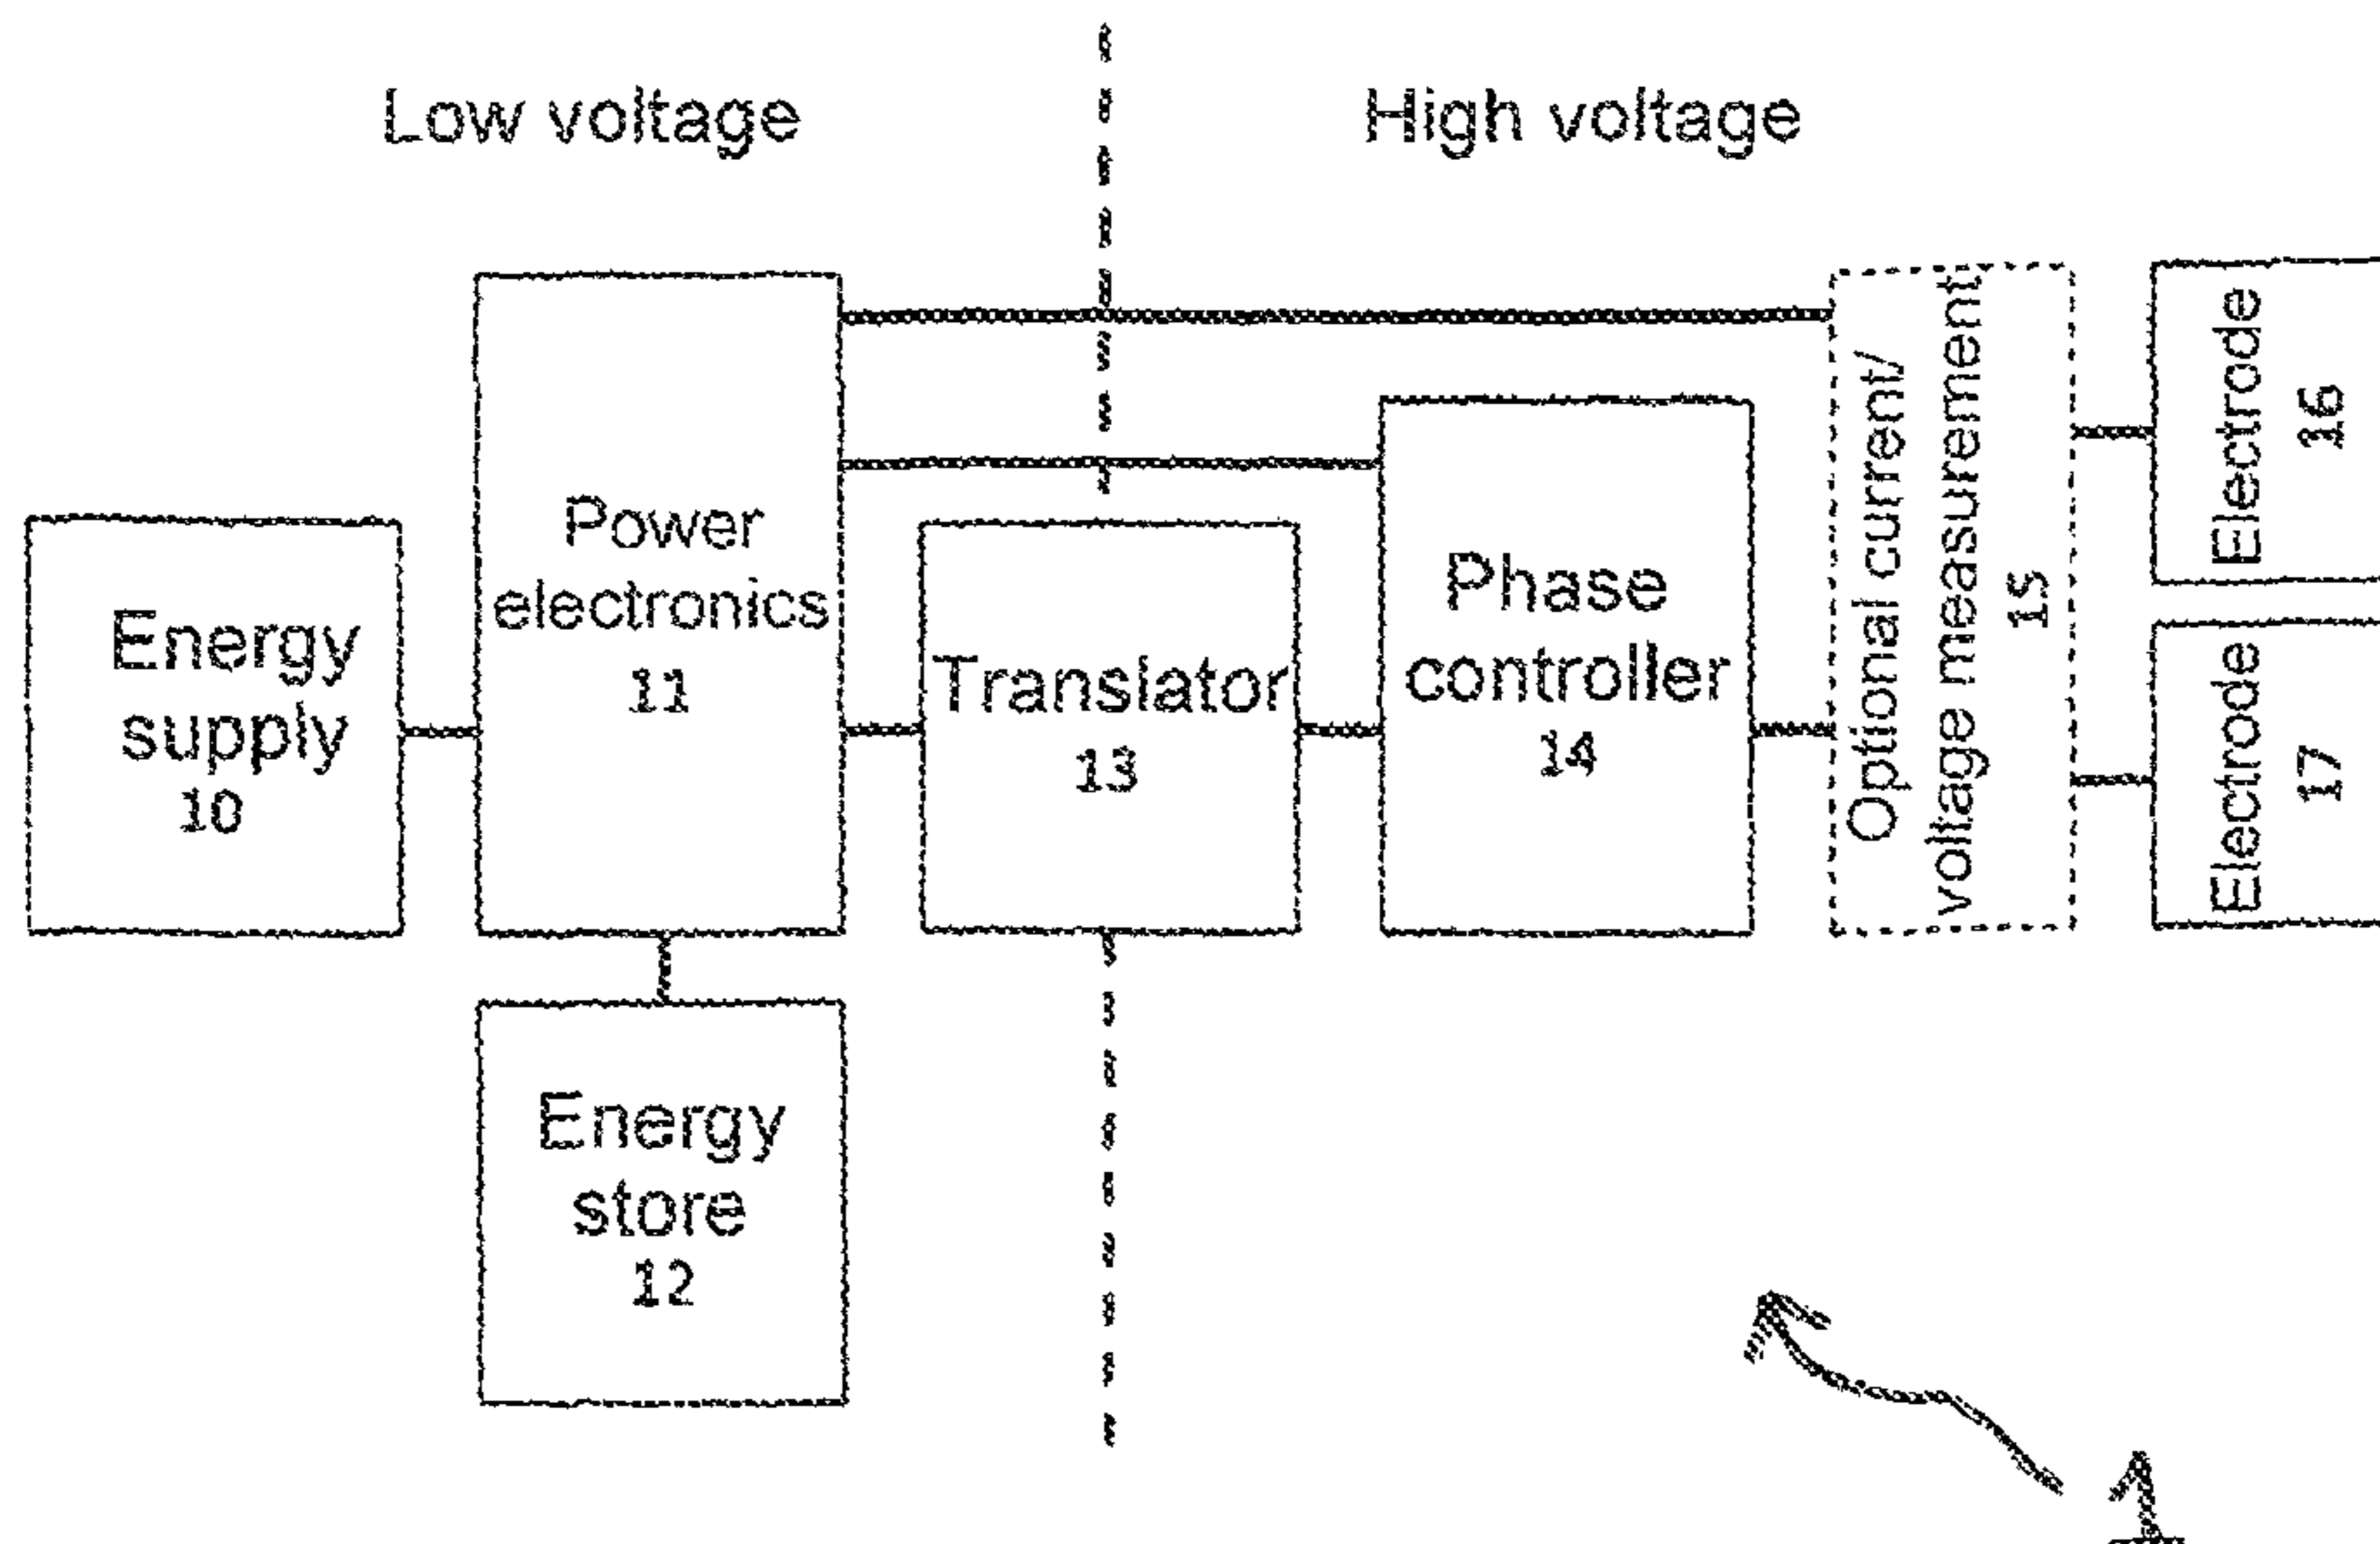 Low voltage
High voltage
Energy
supply
10
Power
electronics
11
Energy
store
12
Translator
13
Phase
controller
14
Optional current/
voltage measurement
15
Electrode
16
Electrode
17
1